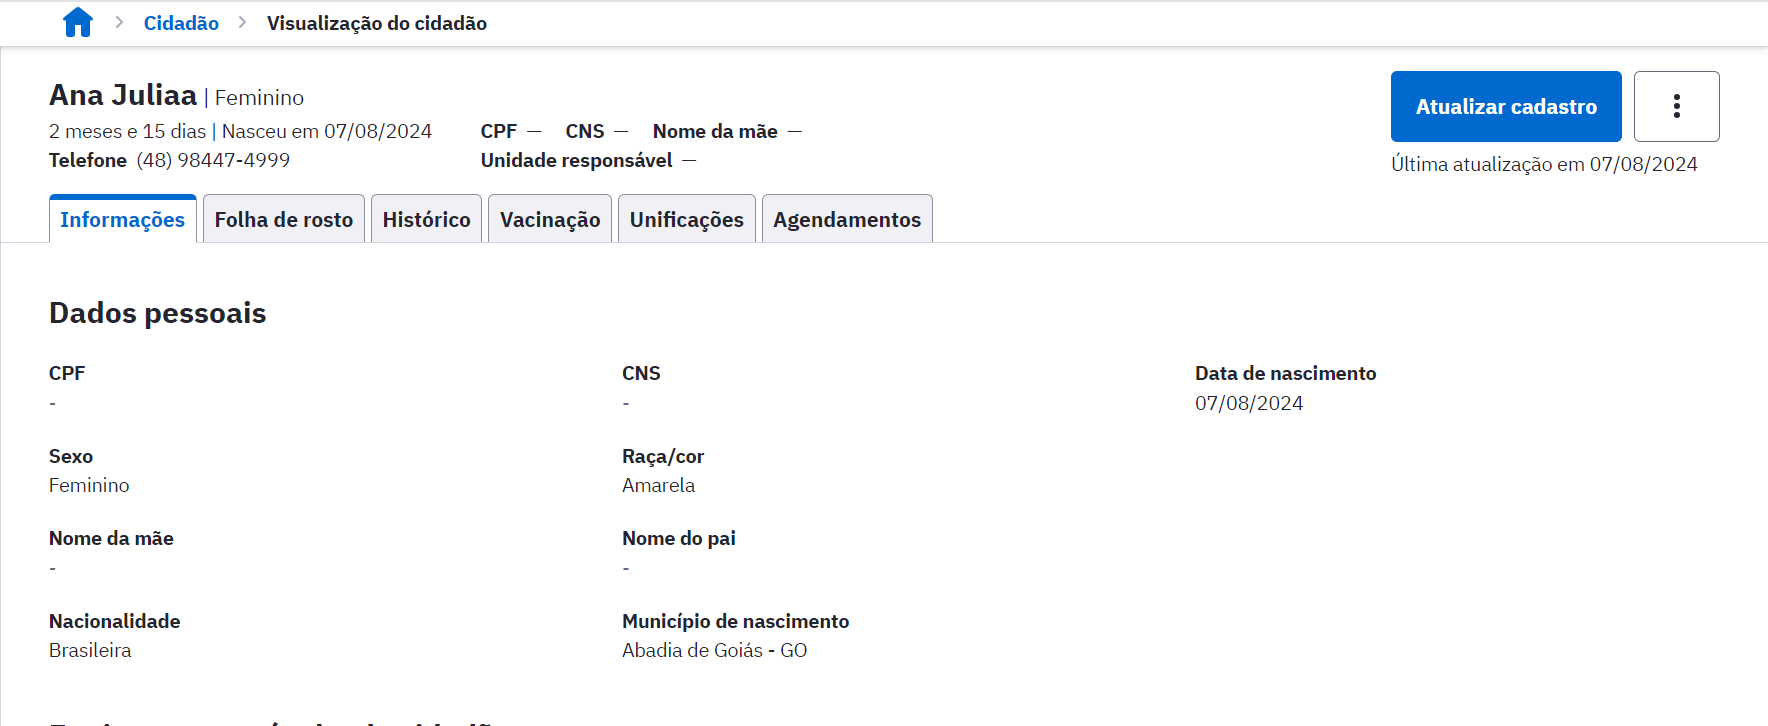 Cidadão Visualização do cidadão
Ana Juliaa | Feminino
2 meses e 15 dias | Nasceu em 07/08/2024
Telefone (48) 98447-4999
CPF — CNS — Nome da mãe —
Unidade responsável —
Atualizar cadastro
Última atualização em 07/08/2024
Informações Folha de rosto Histórico Vacinação Unificações Agendamentos
Dados pessoais
CPF CNS Data de nascimento
- - 07/08/2024
Sexo Raça/cor
Feminino Amarela
Nome da mãe Nome do pai
- -
Nacionalidade Município de nascimento
Brasileira Abadia de Goiás - GO